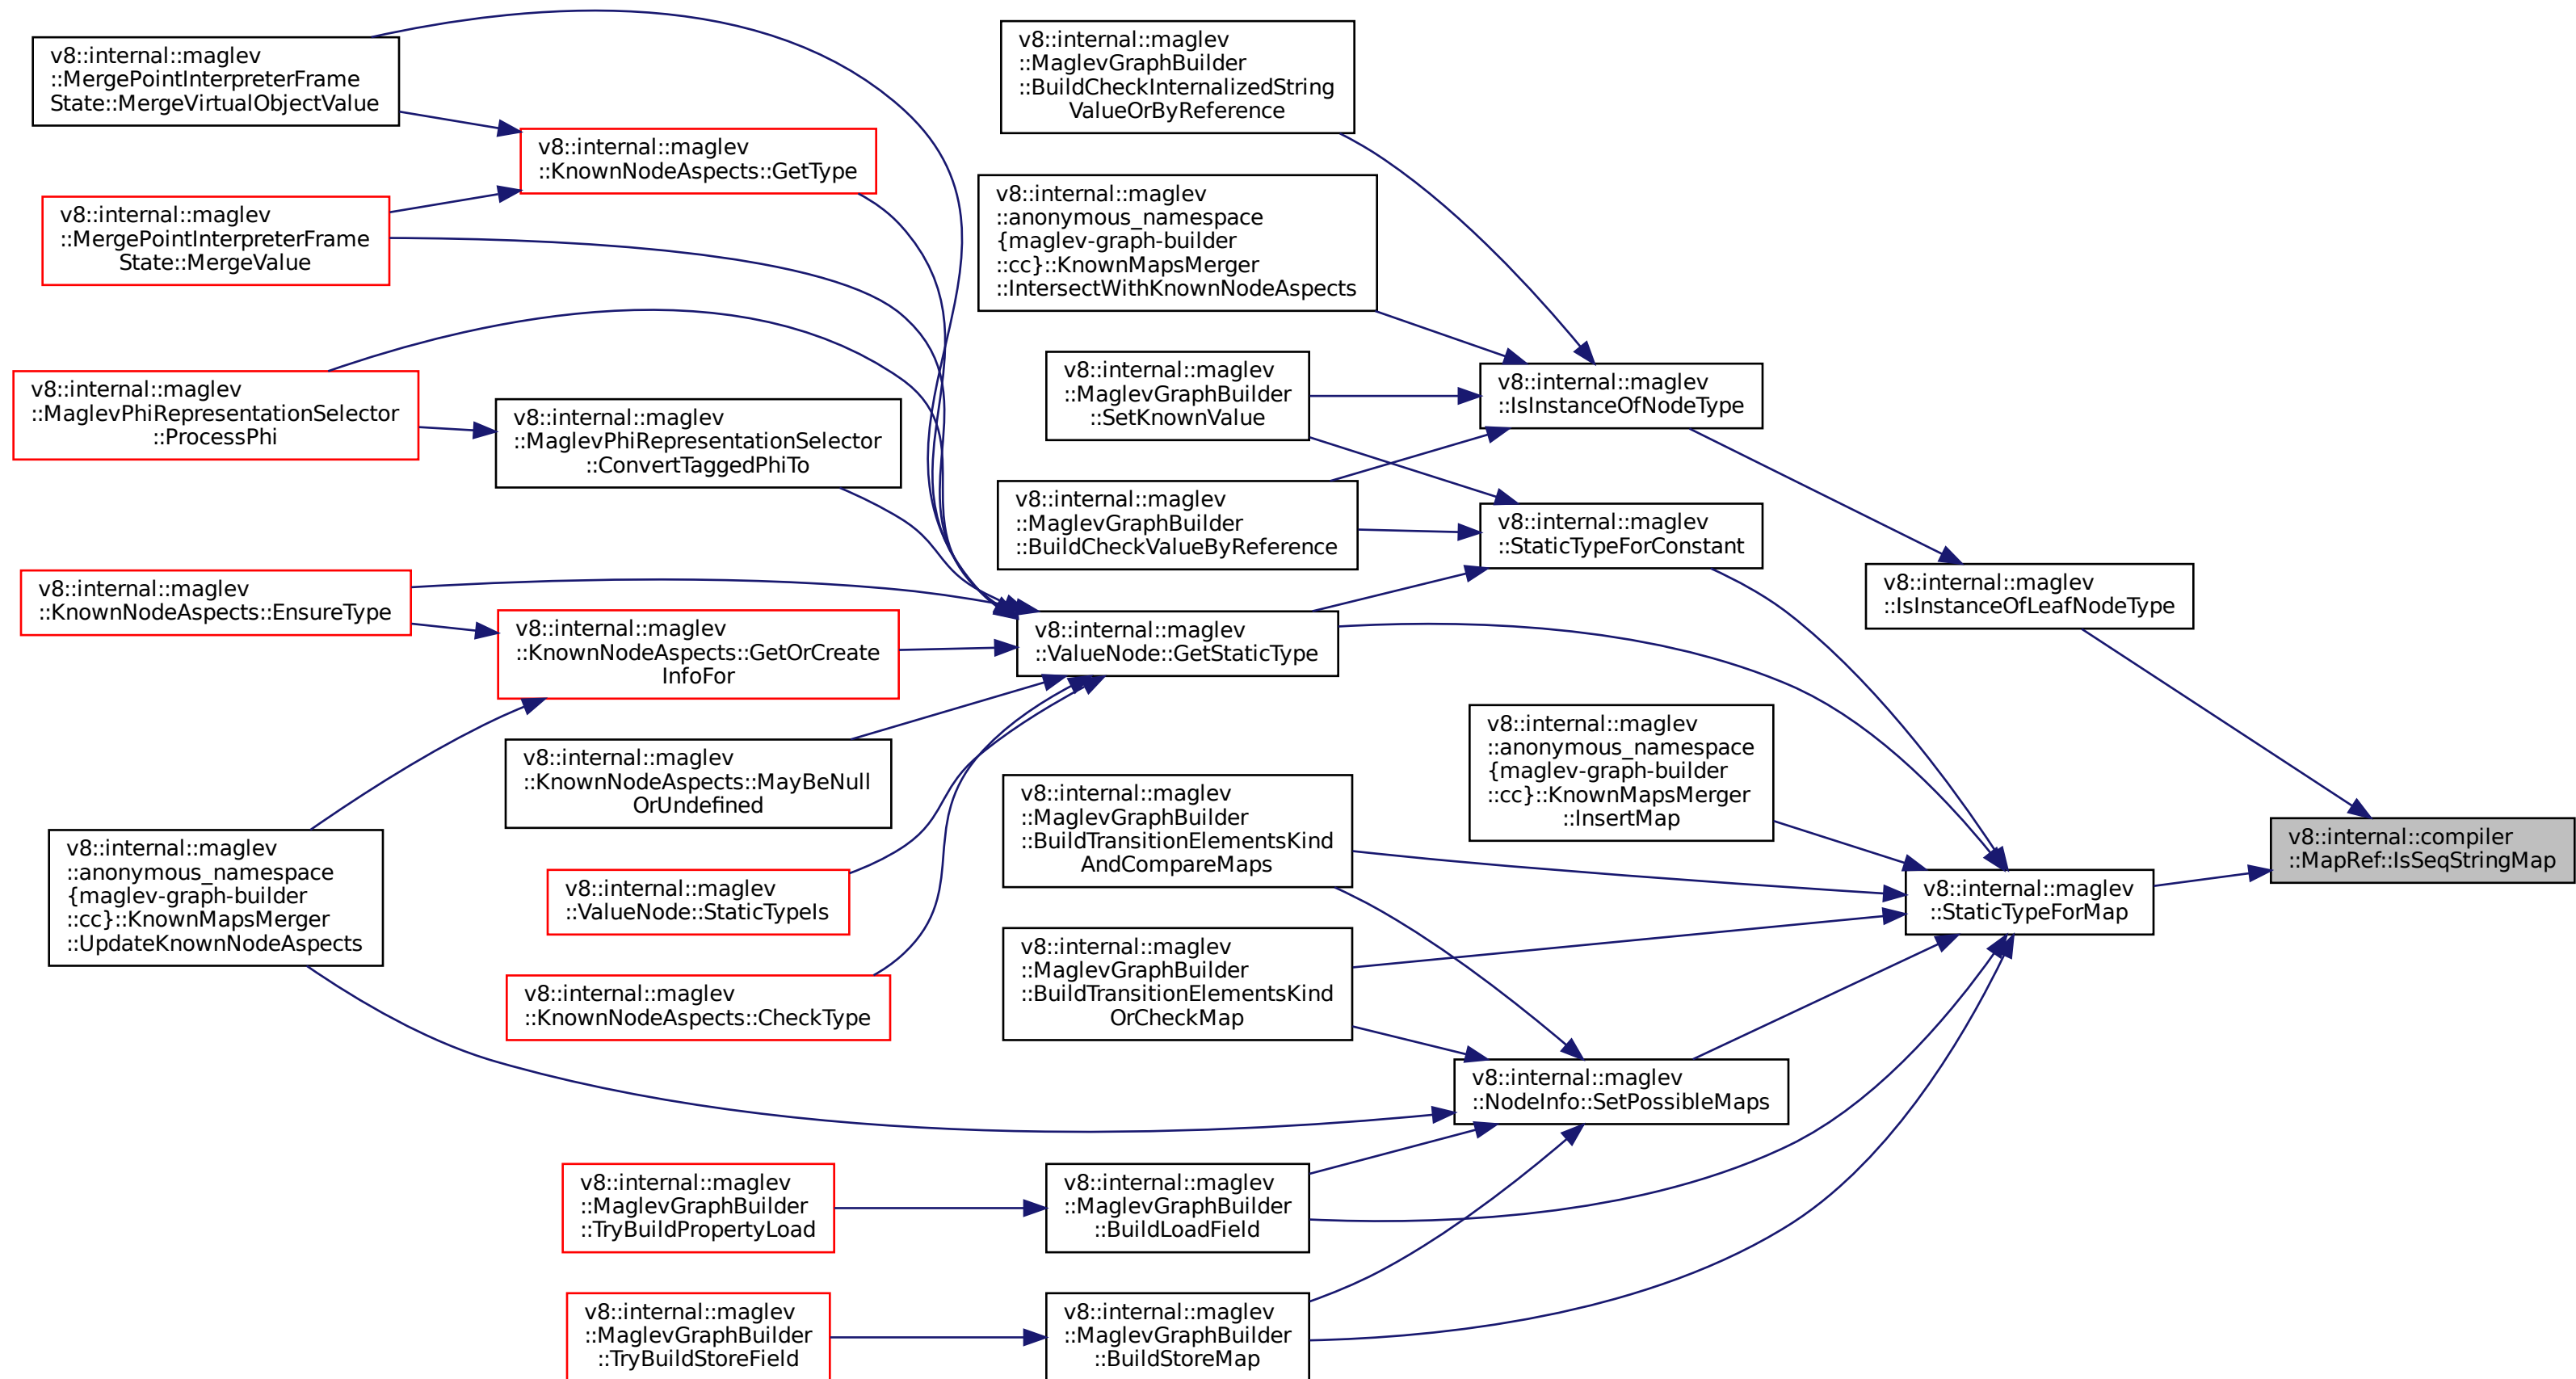 v8::internal::maglev
::MergePointInterpreterFrame
State::MergeVirtualObjectValue
v8::internal::maglev
::KnownNodeAspects::GetType
v8::internal::maglev
::MergePointInterpreterFrame
State::MergeValue
v8::internal::maglev
::MaglevPhiRepresentationSelector
::ProcessPhi
v8::internal::maglev
::MaglevPhiRepresentationSelector
::ConvertTaggedPhiTo
v8::internal::maglev
::KnownNodeAspects::EnsureType
v8::internal::maglev
::KnownNodeAspects::GetOrCreate
InfoFor
v8::internal::maglev
::KnownNodeAspects::MayBeNull
OrUndefined
v8::internal::maglev
::anonymous_namespace
{maglev-graph-builder
::cc}::KnownMapsMerger
::UpdateKnownNodeAspects
v8::internal::maglev
::ValueNode::StaticTypeIs
v8::internal::maglev
::KnownNodeAspects::CheckType
v8::internal::maglev
::MaglevGraphBuilder
::TryBuildPropertyLoad
v8::internal::maglev
::MaglevGraphBuilder
::TryBuildStoreField
v8::internal::maglev
::MaglevGraphBuilder
::BuildCheckInternalizedString
ValueOrByReference
v8::internal::maglev
::anonymous_namespace
{maglev-graph-builder
::cc}::KnownMapsMerger
::IntersectWithKnownNodeAspects
v8::internal::maglev
::MaglevGraphBuilder
::SetKnownValue
v8::internal::maglev
::MaglevGraphBuilder
::BuildCheckValueByReference
v8::internal::maglev
::ValueNode::GetStaticType
v8::internal::maglev
::MaglevGraphBuilder
::BuildTransitionElementsKind
AndCompareMaps
v8::internal::maglev
::MaglevGraphBuilder
::BuildTransitionElementsKind
OrCheckMap
v8::internal::maglev
::MaglevGraphBuilder
::BuildLoadField
v8::internal::maglev
::MaglevGraphBuilder
::BuildStoreMap
v8::internal::maglev
::IsInstanceOfNodeType
v8::internal::maglev
::StaticTypeForConstant
v8::internal::maglev
::anonymous_namespace
{maglev-graph-builder
::cc}::KnownMapsMerger
::InsertMap
v8::internal::maglev
::NodeInfo::SetPossibleMaps
v8::internal::maglev
::IsInstanceOfLeafNodeType
v8::internal::maglev
::StaticTypeForMap
v8::internal::compiler
::MapRef::IsSeqStringMap